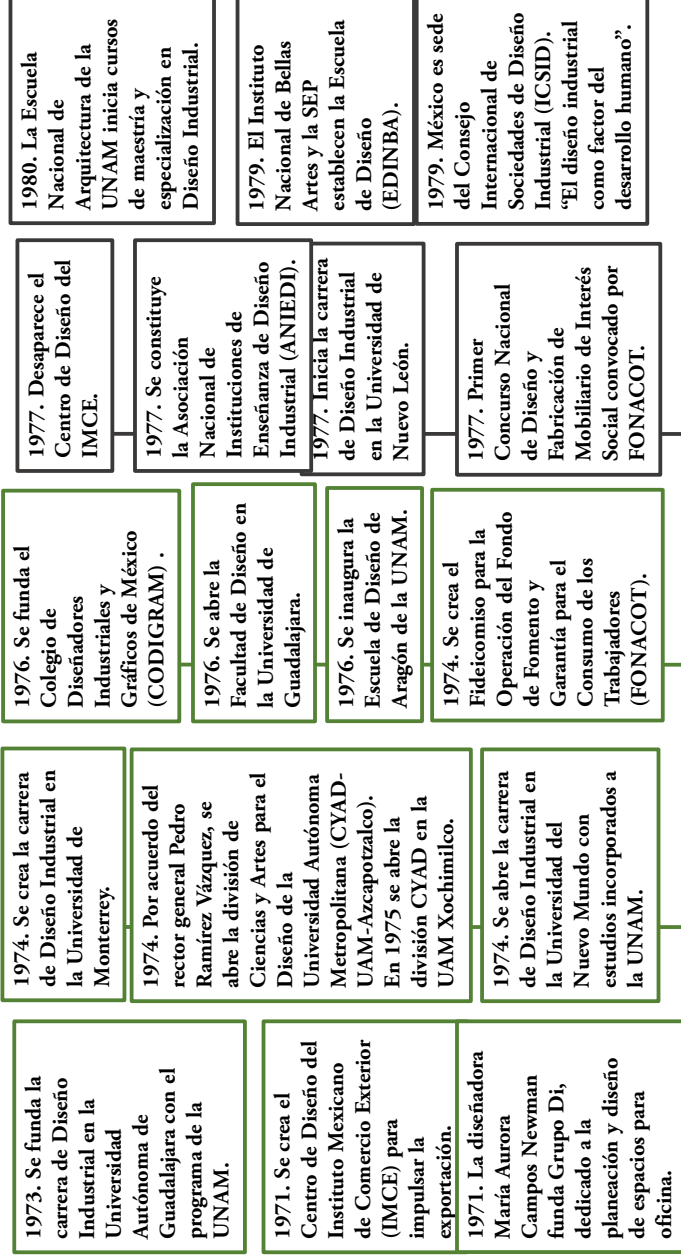 1973. Se funda la
carrera de Diseño
Industrial en la
Universidad
Autónoma de
Guadalajara con el
programa de la
UNAM.
1971. Se crea el
Centro de Diseño del
Instituto Mexicano
de Comercio Exterior
(IMCE) para
impulsar la
exportación.
1971. La diseñadora
María Aurora
Campos Newman
funda Grupo Di,
dedicado a la
planeación y diseño
de espacios para
oficina.
1974. Se crea la carrera
de Diseño Industrial en
la Universidad de
Monterrey.
1974. Por acuerdo del
rector general Pedro
Ramírez Vázquez, se
abre la división de
Ciencias y Artes para el
Diseño de la
Universidad Autónoma
Metropolitana (CYAD-
UAM-Azcapotzalco).
En 1975 se abre la
división CYAD en la
UAM Xochimilco.
1974. Se abre la carrera
de Diseño Industrial en
la Universidad del
Nuevo Mundo con
estudios incorporados a
la UNAM.
1976. Se funda el
Colegio de
Diseñadores
Industriales y
Gráficos de México
(CODIGRAM) .
1976. Se abre la
Facultad de Diseño en
la Universidad de
Guadalajara.
1976. Se inaugura la
Escuela de Diseño de
Aragón de la UNAM.
1974. Se crea el
Fideicomiso para la
Operación del Fondo
de Fomento y
Garantía para el
Consumo de los
Trabajadores
(FONACOT).
1977. Desaparece el
Centro de Diseño del
IMCE.
1977. Se constituye
la Asociación
Nacional de
Instituciones de
Enseñanza de Diseño
Industrial (ANIEDI).
1977. Inicia la carrera
de Diseño Industrial
en la Universidad de
Nuevo León.
1977. Primer
Concurso Nacional
de Diseño y
Fabricación de
Mobiliario de Interés
Social convocado por
FONACOT.
1980. La Escuela
Nacional de
Arquitectura de la
UNAM inicia cursos
de maestría y
especialización en
Diseño Industrial.
1979. El Instituto
Nacional de Bellas
Artes y la SEP
establecen la Escuela
de Diseño
(EDINBA).
1979. México es sede
del Consejo
Internacional de
Sociedades de Diseño
Industrial (ICSID).
“El diseño industrial
como factor del
desarrollo humano”.